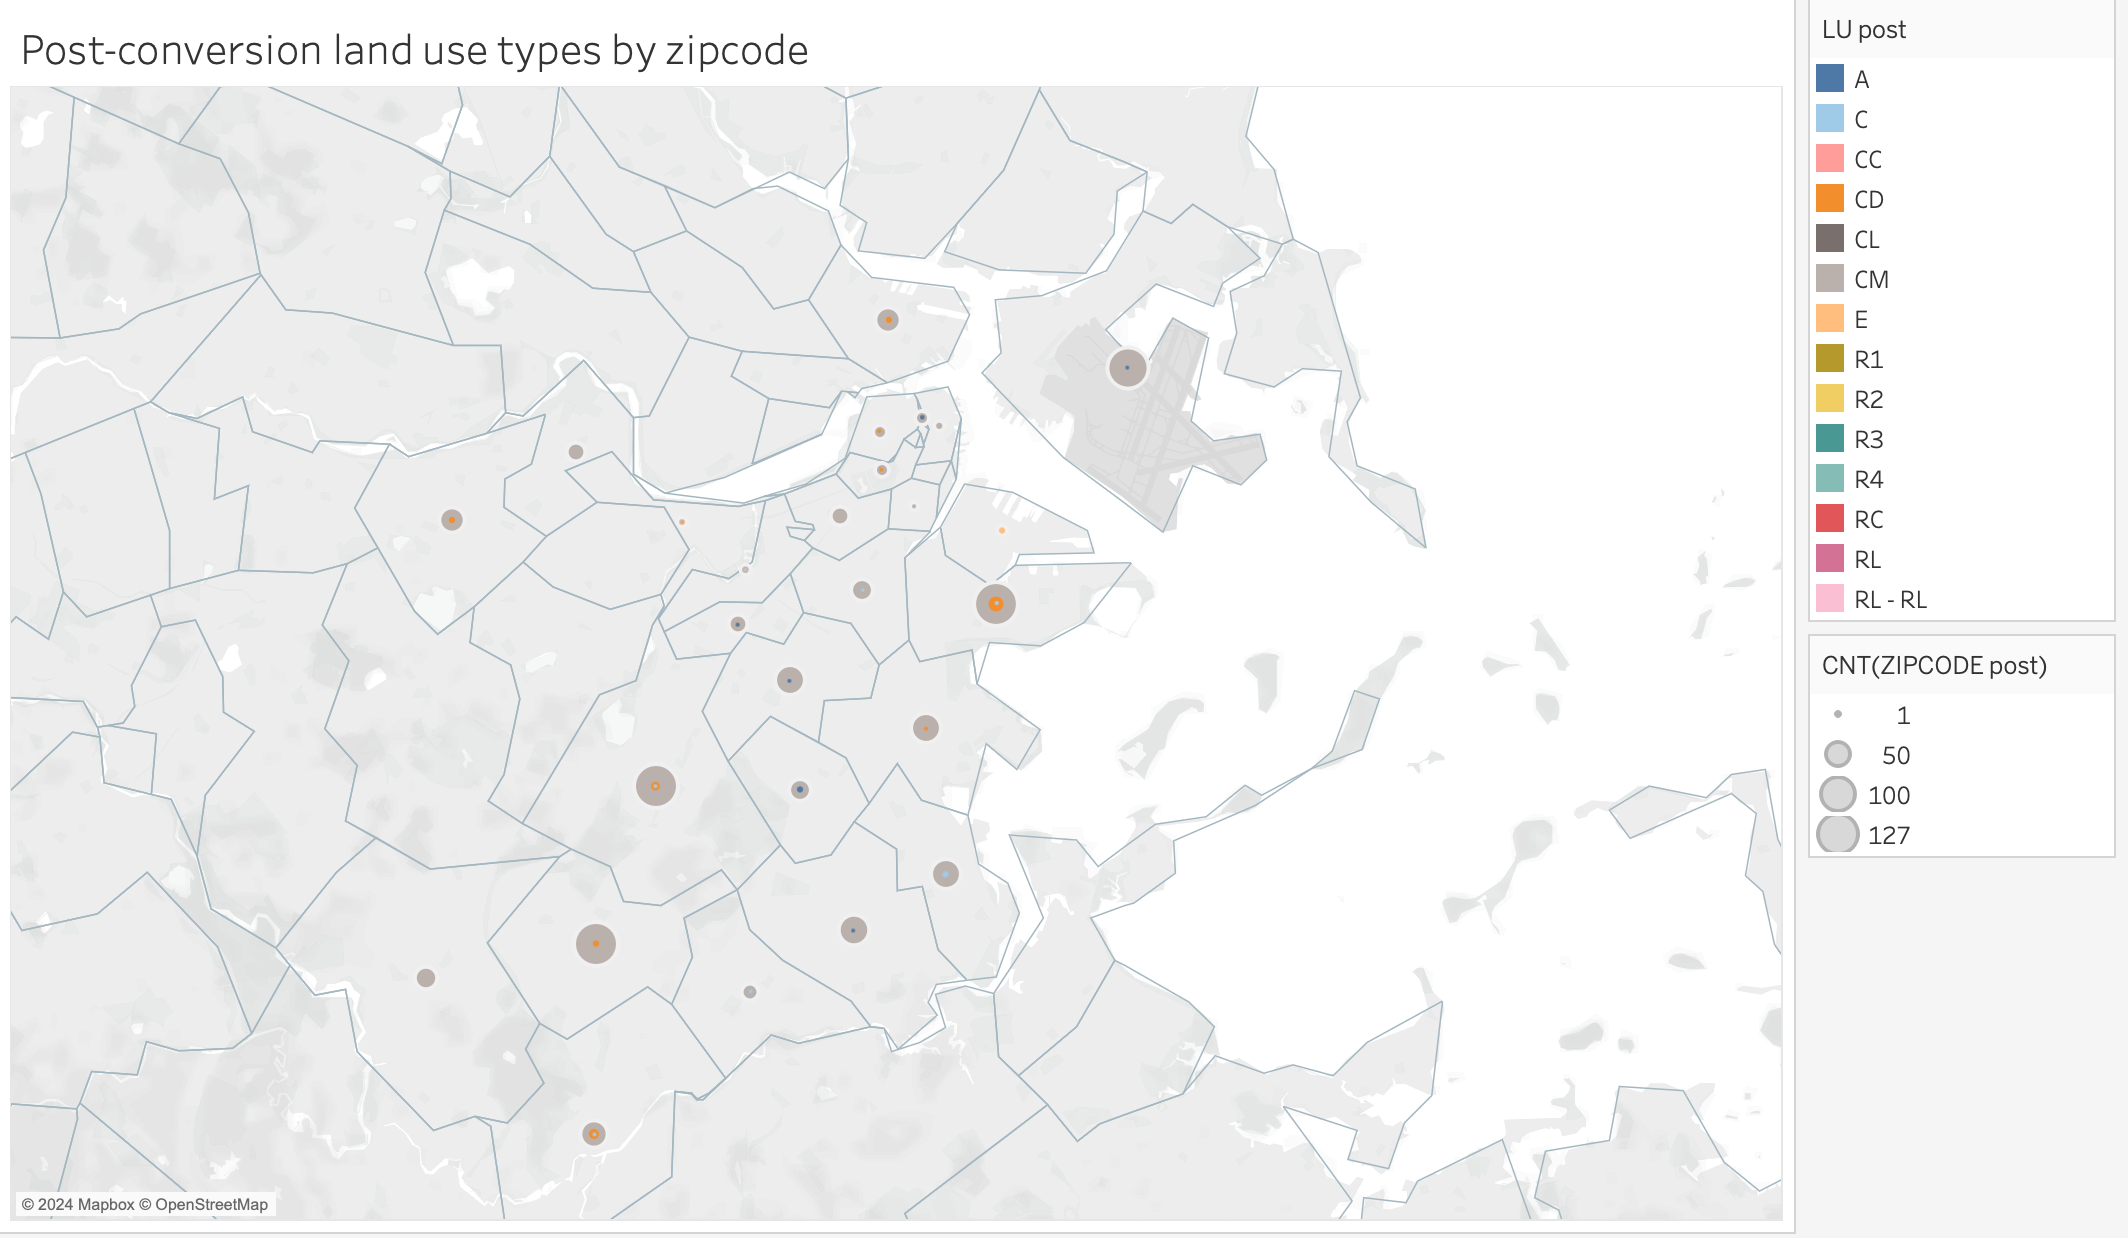 Post-conversion land use types by zipcode
LU post
A
C
CC
CD
CL
CM
E
R1
R2
R3
R4
RC
RL
RL - RL
CNT(ZIPCODE post)
1
50
100
127
© 2024 Mapbox © OpenStreetMap